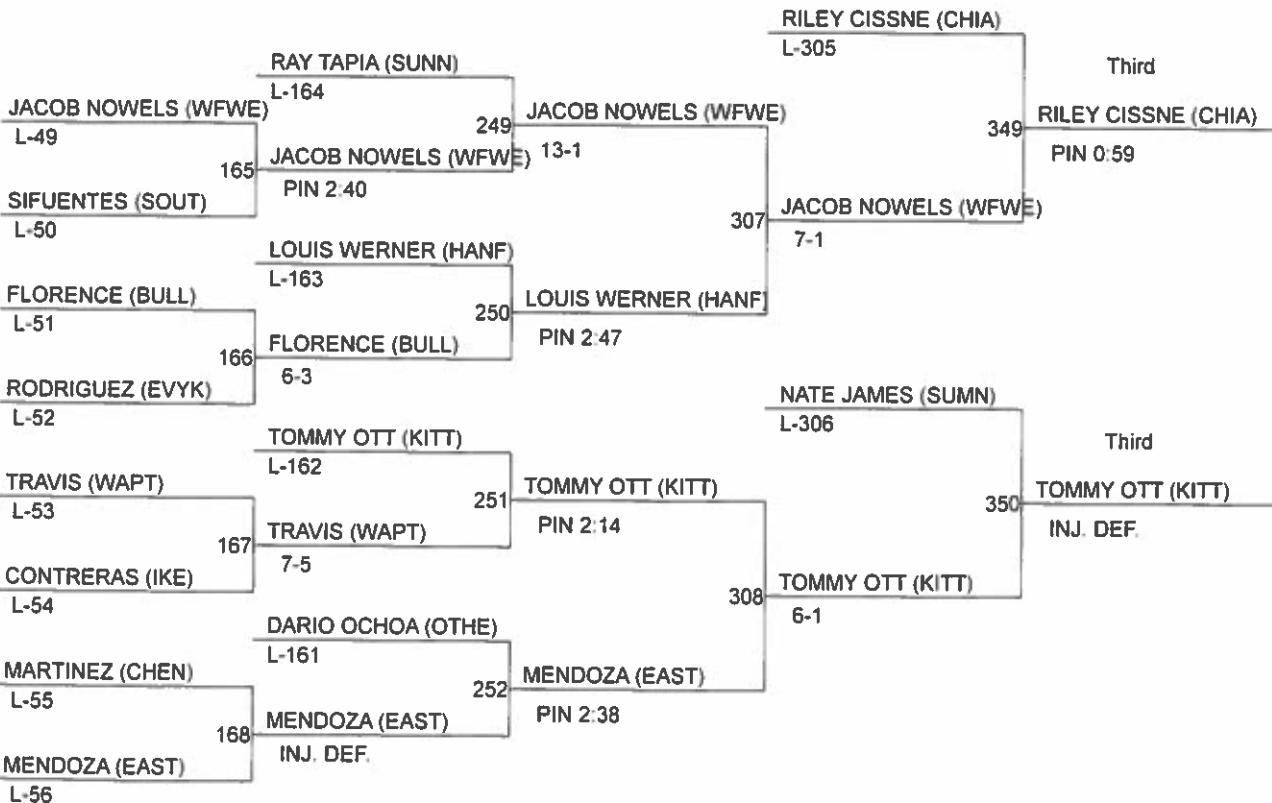 RILEY CISSNE (CHIA)
L-305
Third
RAY TAPIA (SUNN)
L-164
JACOB NOWELS (WFWE)
L-49
249
JACOB NOWELS (WFWE)
13-1
349
RILEY CISSNE (CHIA)
PIN 0:59
165
JACOB NOWELS (WFWE)
PIN 2:40
SIFUENTES (SOUT)
L-50
307
JACOB NOWELS (WFWE)
7-1
LOUIS WERNER (HANF)
L-163
FLORENCE (BULL)
L-51
250
LOUIS WERNER (HANF)
PIN 2:47
166
FLORENCE (BULL)
6-3
RODRIGUEZ (EVYK)
L-52
NATE JAMES (SUMN)
L-306
Third
TOMMY OTT (KITT)
L-162
TRAVIS (WAPT)
L-53
251
TOMMY OTT (KITT)
PIN 2:14
350
TOMMY OTT (KITT)
INJ. DEF.
167
TRAVIS (WAPT)
7-5
CONTRERAS (IKE)
L-54
308
TOMMY OTT (KITT)
6-1
DARIO OCHOA (OTHE)
L-161
MARTINEZ (CHEN)
L-55
252
MENDOZA (EAST)
PIN 2:38
168
MENDOZA (EAST)
INJ. DEF.
MENDOZA (EAST)
L-56